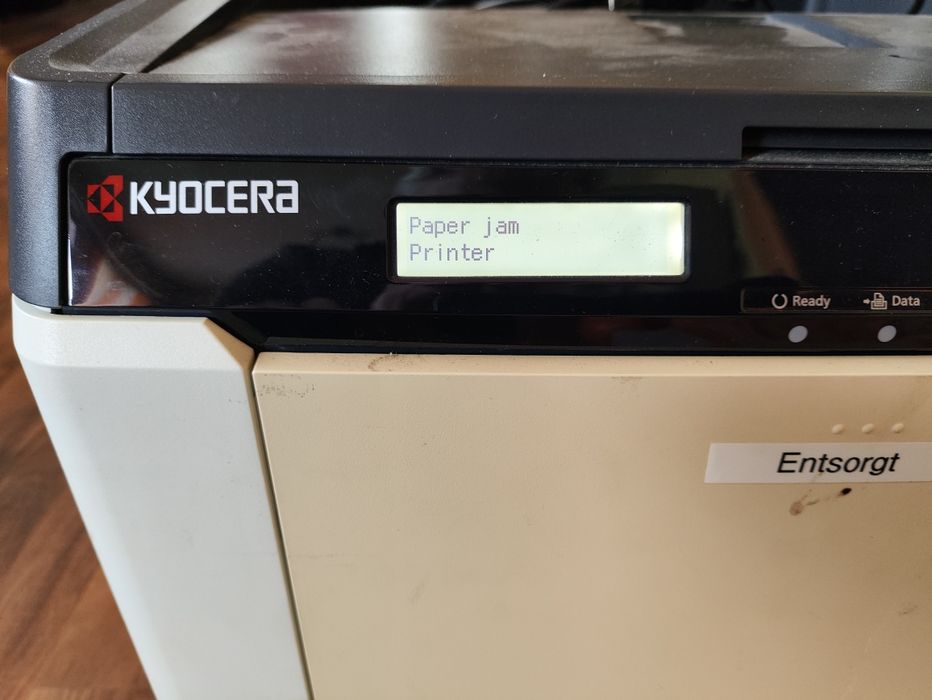 KYOCERA
Paper jam
Printer
Ready
Data
Entsorgt